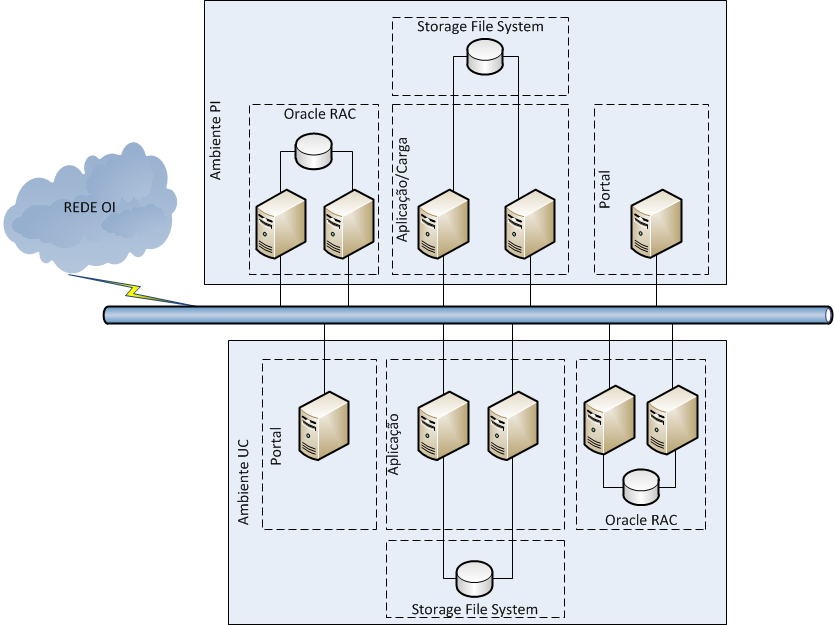 Storage File System
Ambiente PI
Oracle RAC
Aplicação/Carga
Portal
REDE OI
Ambiente UC
Portal
Aplicação
Oracle RAC
Storage File System